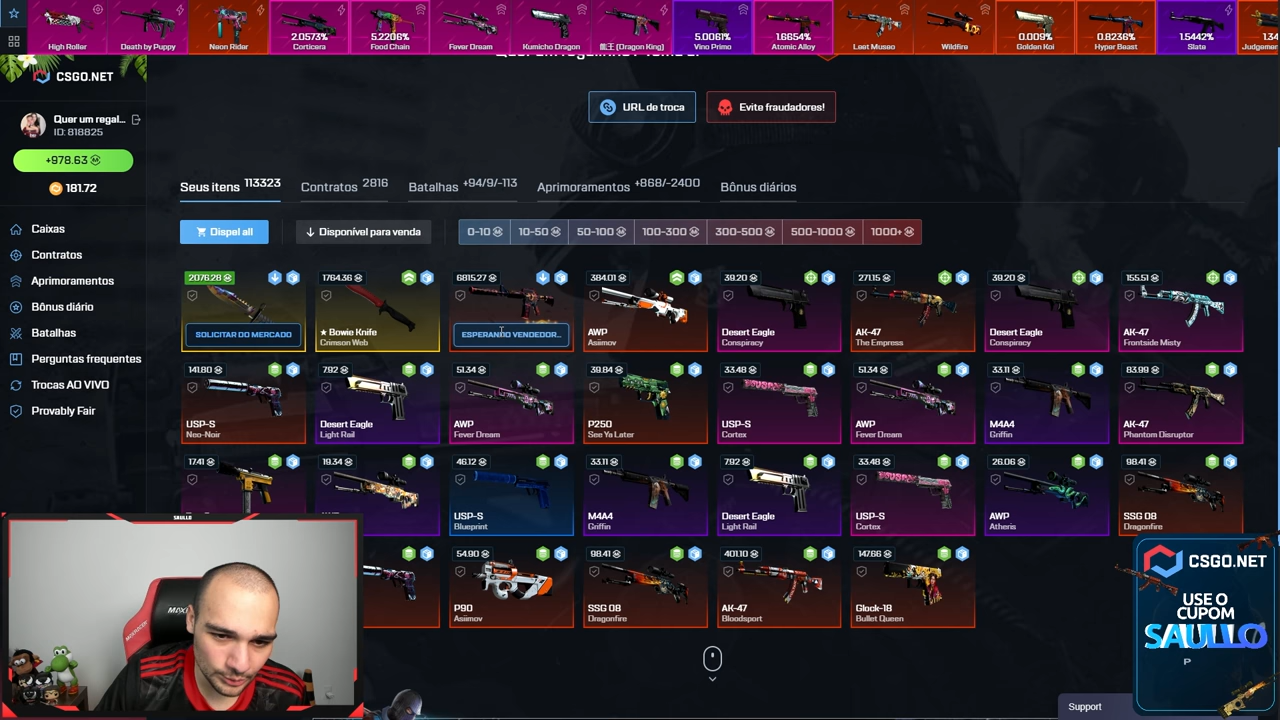 High Roller
Death by Puppy
Neon Rider
2.0573%
Corticera
5.2206%
Food Chain
Fever Dream
Kumicho Dragon
龍王 (Dragon King)
5.0061%
Vino Primo
1.6654%
Atomic Alloy
Leet Museo
Wildfire
0.009%
Golden Koi
0.8236%
Hyper Beast
1.5442%
Slate
CSGO.NET
URL de troca
Evite fraudadores!
Quer um regal...
ID: 818825
+978.63
181.72
Seus itens 113323
Contratos 2816
Batalhas +94/9/-113
Aprimoramentos +868/-2400
Bônus diários
Dispel all
Disponível para venda
0-10
10-50
50-100
100-300
300-500
500-1000
1000+
Caixas
Contratos
Aprimoramentos
Bônus diário
Batalhas
Perguntas frequentes
Trocas AO VIVO
Provably Fair
2076.28
SOLICITAR DO MERCADO
1764.36
★ Bowie Knife
Crimson Web
6815.27
ESPERANDO VENDEDOR...
384.01
AWP
Asiimov
39.20
Desert Eagle
Conspiracy
271.15
AK-47
The Empress
39.20
Desert Eagle
Conspiracy
155.51
AK-47
Frontside Misty
141.80
USP-S
Neo-Noir
7.92
Desert Eagle
Light Rail
51.34
AWP
Fever Dream
39.84
P250
See Ya Later
33.48
USP-S
Cortex
51.34
AWP
Fever Dream
33.11
M4A4
Griffin
83.99
AK-47
Phantom Disruptor
17.41
19.34
46.12
USP-S
Blueprint
33.11
M4A4
Griffin
7.92
Desert Eagle
Light Rail
33.48
USP-S
Cortex
26.06
AWP
Atheris
98.41
SSG 08
Dragonfire
54.90
P90
Asiimov
98.41
SSG 08
Dragonfire
401.10
AK-47
Bloodsport
147.66
Glock-18
Bullet Queen
SAULLO
CSGO.NET
USE O
CUPOM
SAULLO
P
Support